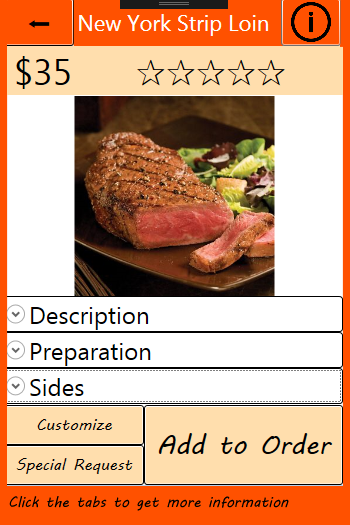 New York Strip Loin
i
$35
Description
Preparation
Sides
Customize
Special Request
Add to Order
Click the tabs to get more information